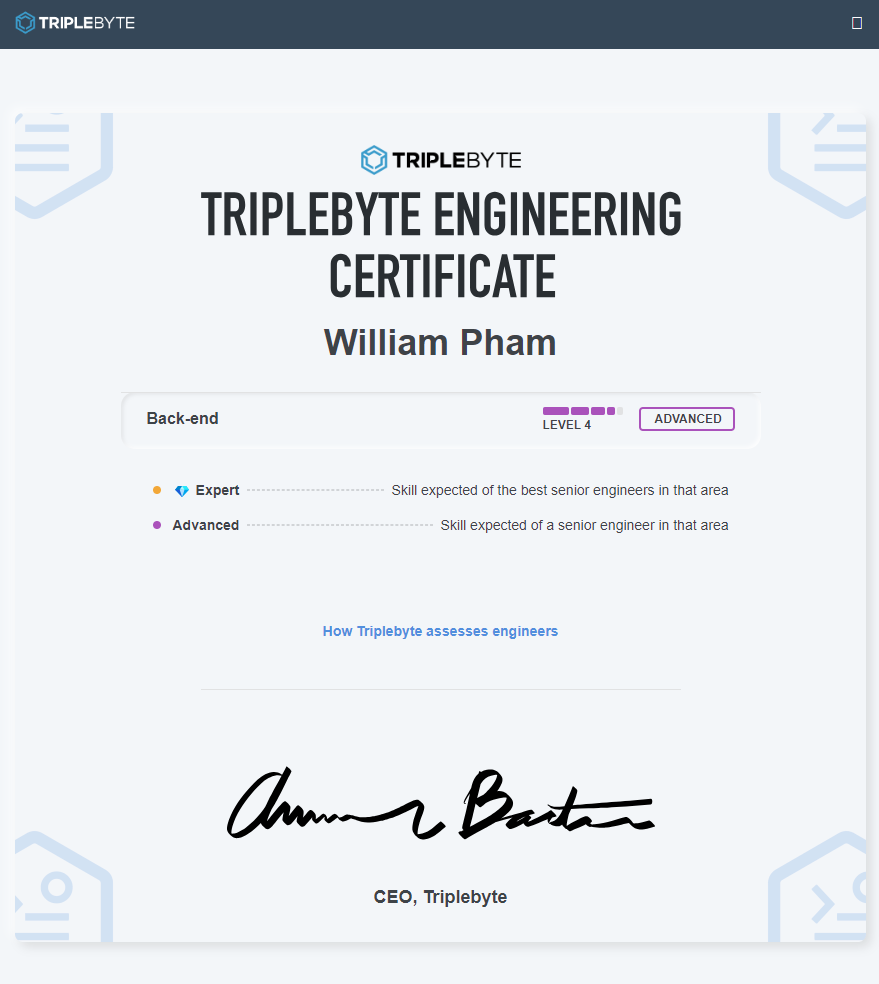 TRIPLEBYTE
TRIPLEBYTE
TRIPLEBYTE ENGINEERING
CERTIFICATE
William Pham
Back-end
LEVEL 4
ADVANCED
Expert Skill expected of the best senior engineers in that area
Advanced Skill expected of a senior engineer in that area
How Triplebyte assesses engineers
CEO, Triplebyte